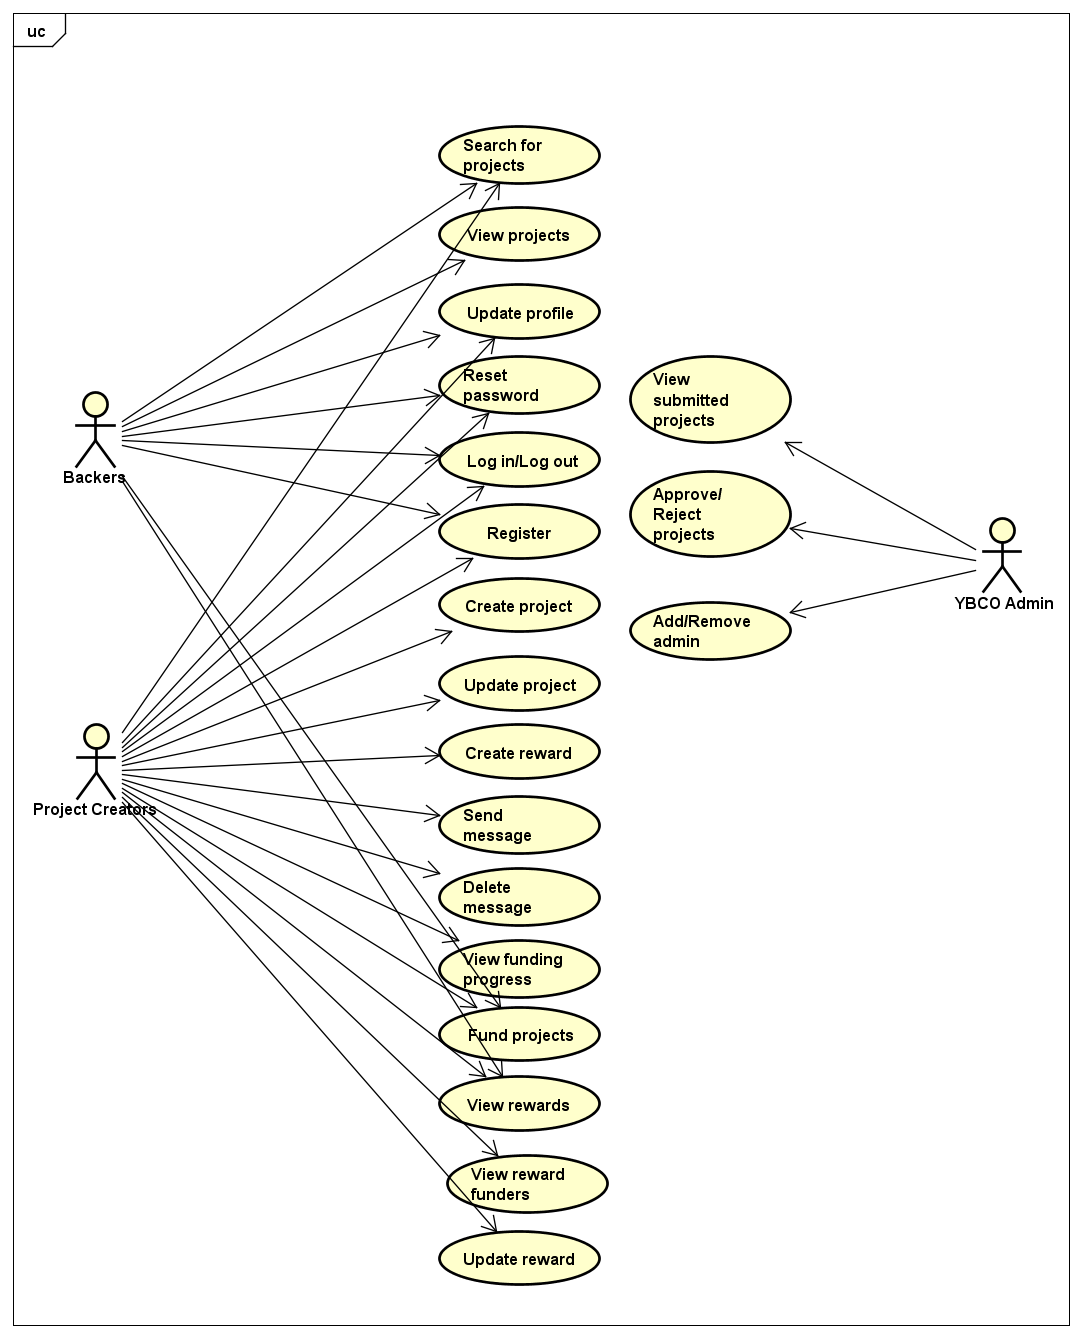 uc
Search for
projects
View projects
Update profile
Reset
password
Log in/Log out
Register
Create project
Update project
Create reward
Send
message
Delete
message
View funding
progress
Fund projects
View rewards
View reward
funders
Update reward
Backers
Project Creators
View
submitted
projects
Approve/
Reject
projects
Add/Remove
admin
YBCO Admin